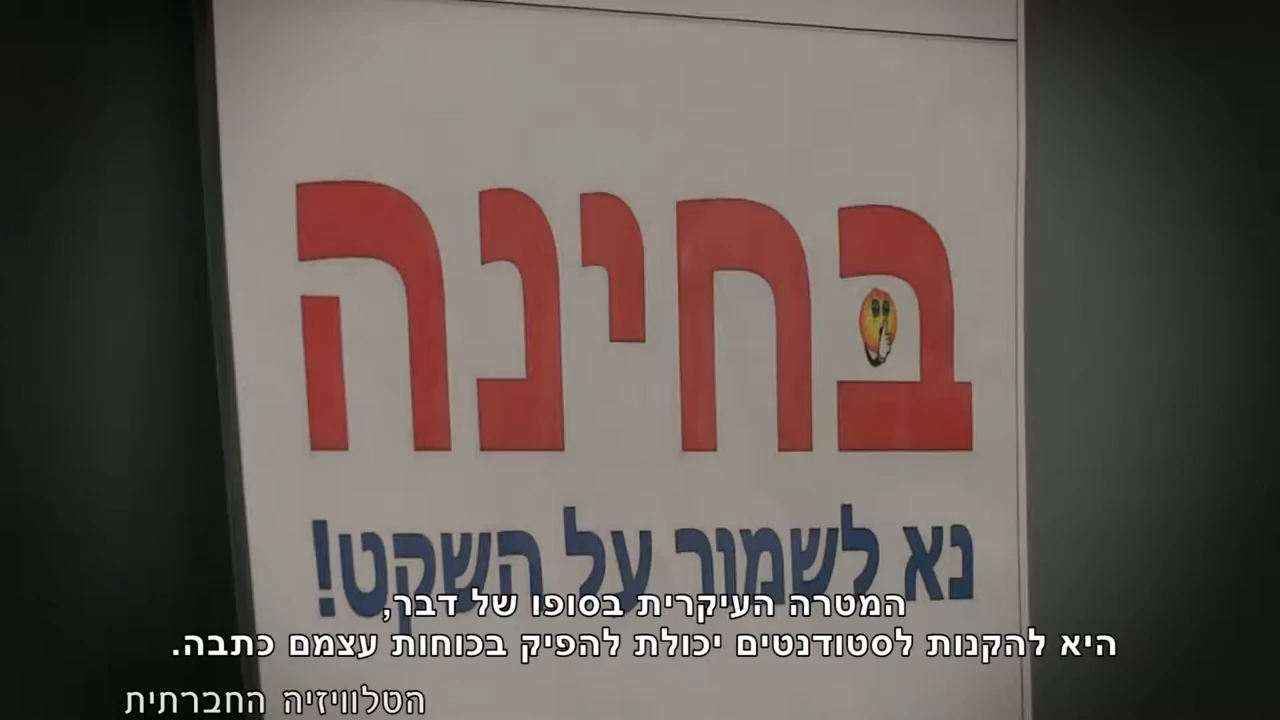 בחינה
נא לשמור על השקט!
המטרה העיקרית בסופו של דבר,
היא להקנות לסטודנטים יכולת להפיק בכוחות עצמם כתבה.
הטלוויזיה החברתית